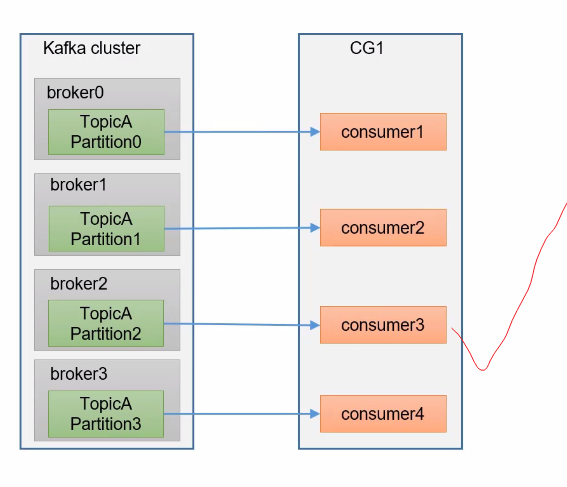 Kafka cluster
CG1
broker0
TopicA
Partition0
consumer1
broker1
TopicA
Partition1
consumer2
broker2
TopicA
Partition2
consumer3
broker3
TopicA
Partition3
consumer4